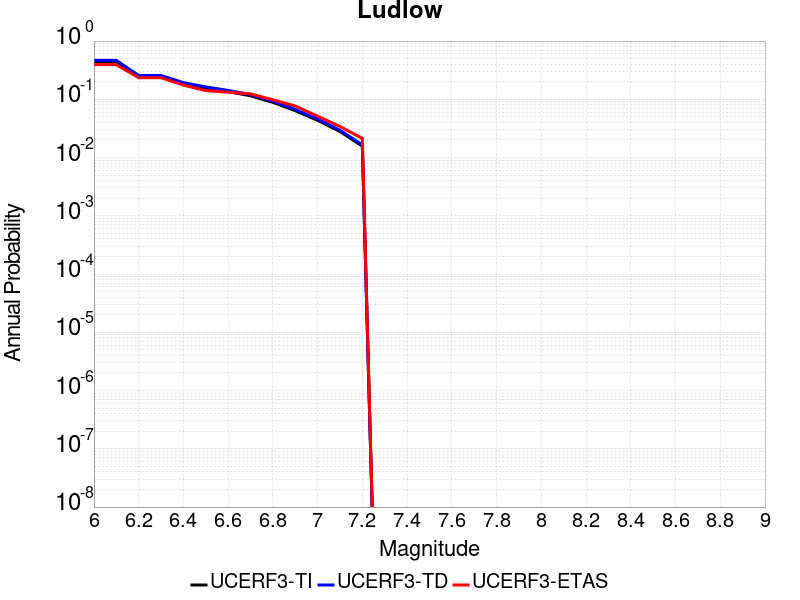 Ludlow
Annual Probability
10^0
10^-1
10^-2
10^-3
10^-4
10^-5
10^-6
10^-7
10^-8
6 6.2 6.4 6.6 6.8 7 7.2 7.4 7.6 7.8 8 8.2 8.4 8.6 8.8 9
Magnitude
UCERF3-TI UCERF3-TD UCERF3-ETAS